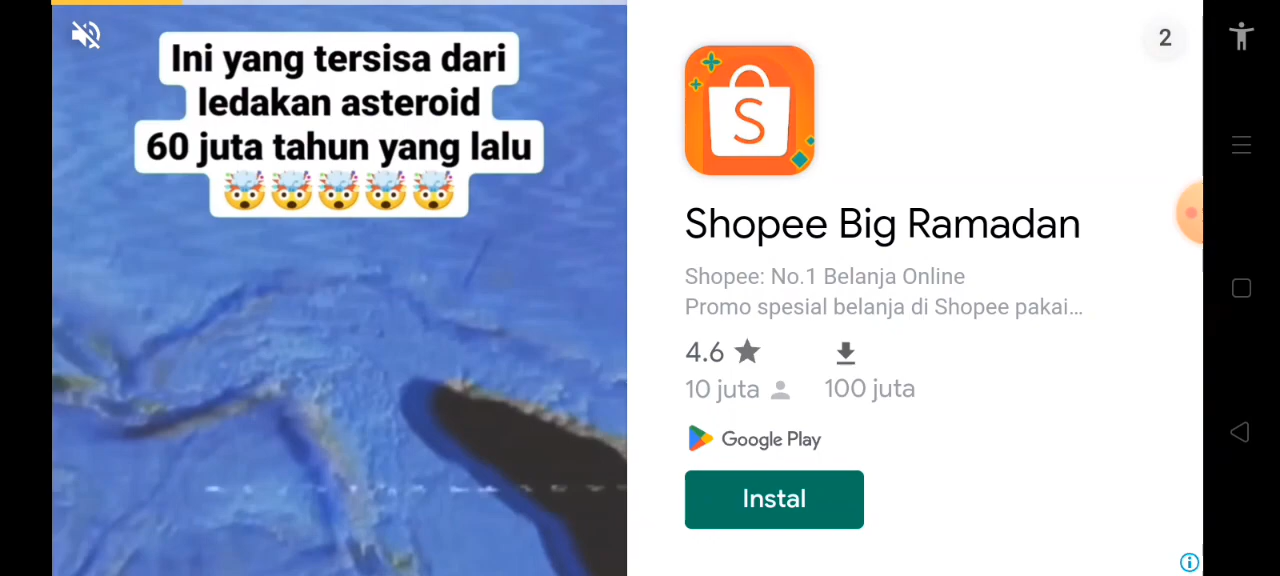 Ini yang tersisa dari
ledakan asteroid
60 juta tahun yang lalu
🤯🤯🤯🤯🤯
2
S
Shopee Big Ramadan
Shopee: No.1 Belanja Online
Promo spesial belanja di Shopee pakai...
4.6 ★
10 juta
100 juta
Google Play
Instal